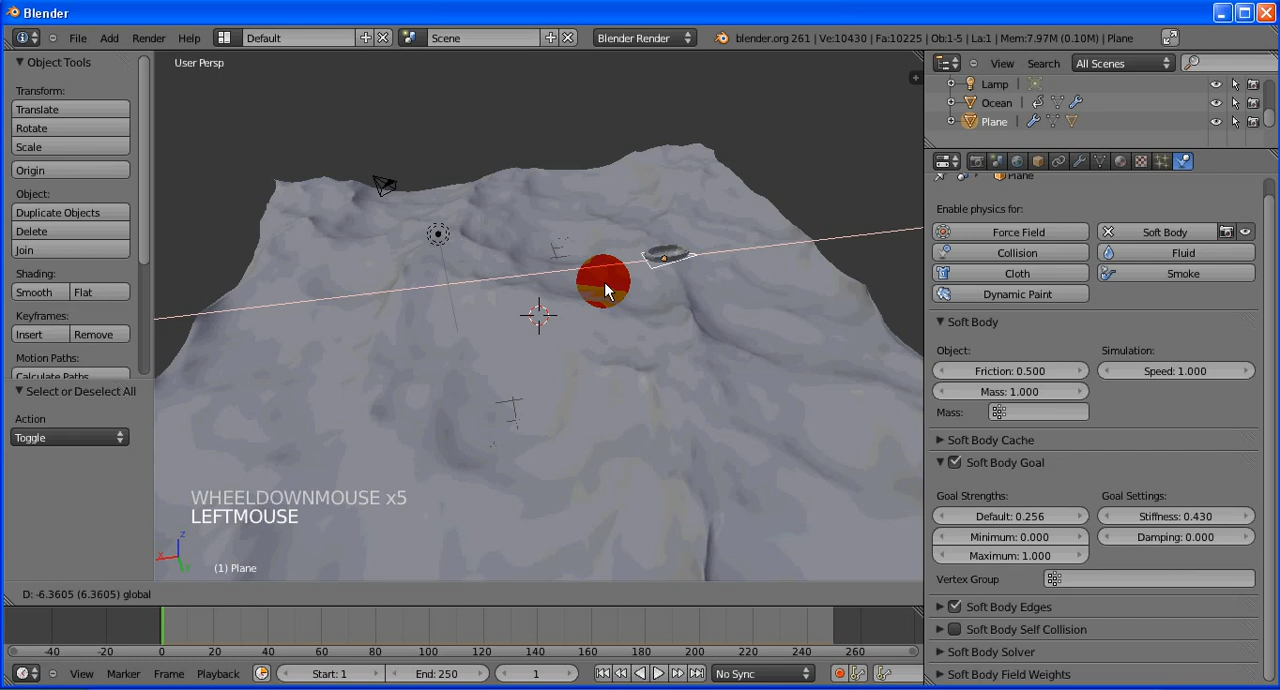 Blender
File Add Render Help Default Scene Blender Render blender.org 261 | Ve:10430 | Fa:10225 | Ob:1-5 | La:1 | Mem:7.97M (0.10M) | Plane
Object Tools
Transform:
Translate
Rotate
Scale
Origin
Object:
Duplicate Objects
Delete
Join
Shading:
Smooth Flat
Keyframes:
Insert Remove
Motion Paths:
Calculate Paths
Select or Deselect All
Action
Toggle
User Persp
WHEELDOWNMOUSE x5
LEFTMOUSE
z
x
y
(1) Plane
D: -6.3605 (6.3605) global
View Search All Scenes
Lamp
Ocean
Plane
Plane
Enable physics for:
Force Field Soft Body
Collision Fluid
Cloth Smoke
Dynamic Paint
Soft Body
Object: Simulation:
Friction: 0.500 Speed: 1.000
Mass: 1.000
Mass:
Soft Body Cache
Soft Body Goal
Goal Strengths: Goal Settings:
Default: 0.256 Stiffness: 0.430
Minimum: 0.000 Damping: 0.000
Maximum: 1.000
Vertex Group
Soft Body Edges
Soft Body Self Collision
Soft Body Solver
Soft Body Field Weights
-40 -20 0 20 40 60 80 100 120 140 160 180 200 220 240 260
View Marker Frame Playback Start: 1 End: 250 1 No Sync